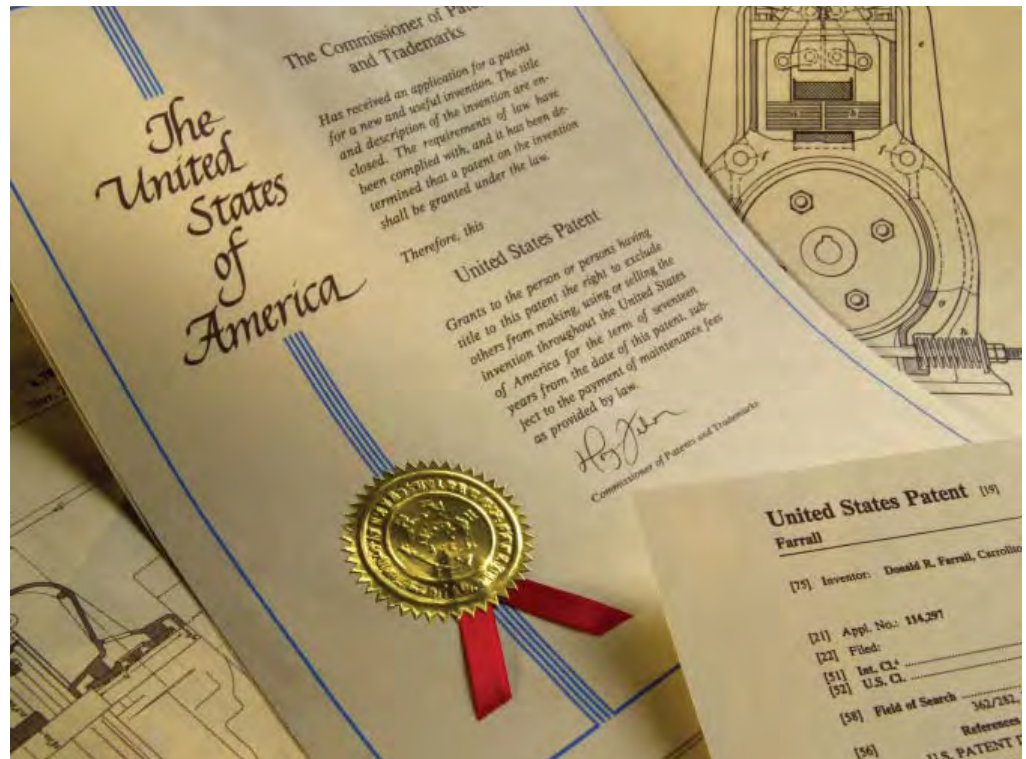 The Commissioner of
and Trademarks
Has received an application for a patent
for a new and useful invention. The title
and description of the invention are en-
closed. The requirements of law have
been complied with, and it has been de-
termined that a patent on the invention
shall be granted under the law.
Therefore, this
United States Patent
Grants to the person or persons having
title to this patent the right to exclude
others from making, using or selling the
invention throughout the United States
of America for the term of seventeen
years from the date of this patent, sub-
ject to the payment of maintenance fees
as provided by law.
Commissioner of Patents and Trademarks
The
United
States
of
America
United States Patent [19]
Farrall
[75] Inventor: Donald R. Farrall,
[21] Appl. No.: 114,297
[22] Filed:
[51] Int. Cl.⁴
[52] U.S. Cl.
[58] Field of Search
362/282,
[56] References
U.S. PATENT